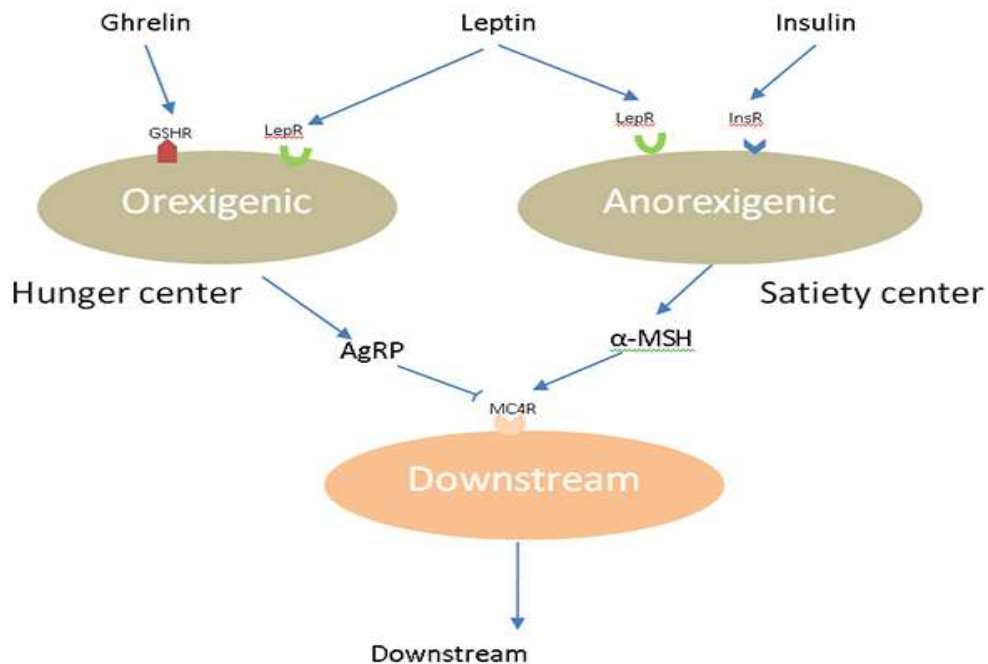 Ghrelin
Leptin
Insulin
GSHR
LepR
LepR
InsR
Orexigenic
Anorexigenic
Hunger center
Satiety center
AgRP
α-MSH
MC4R
Downstream
Downstream